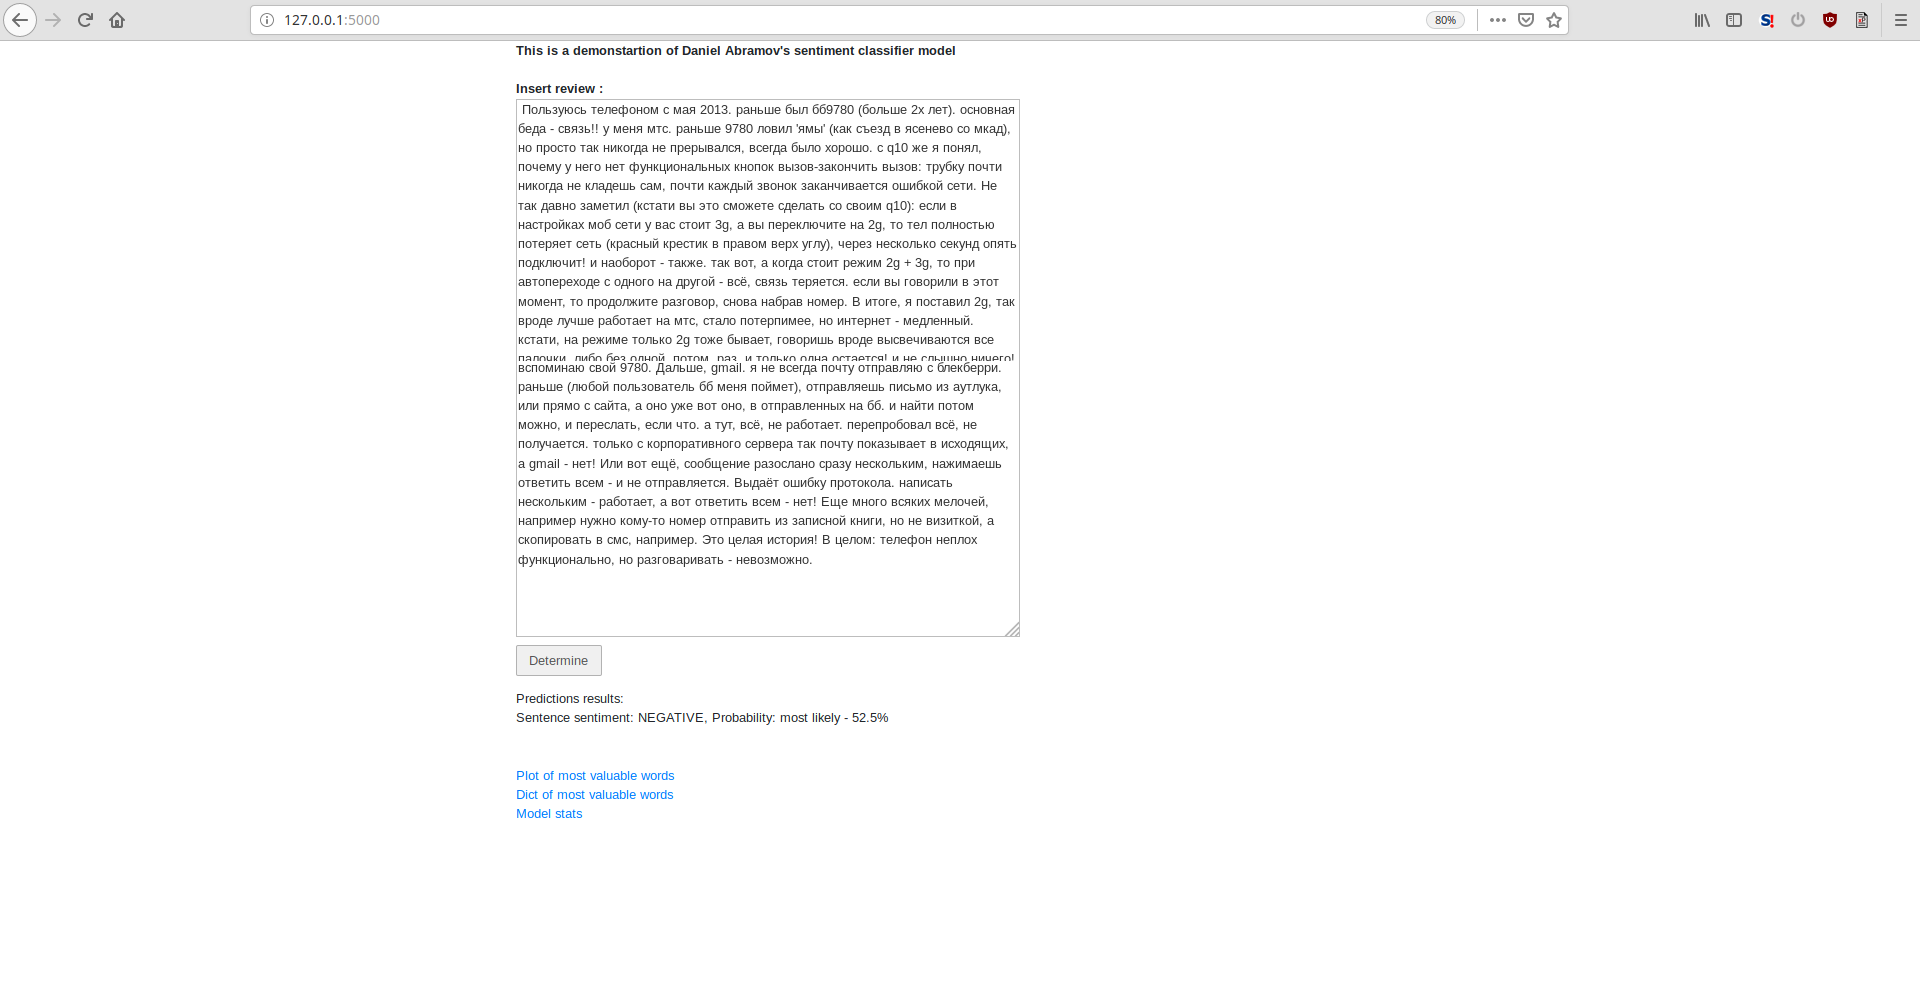 127.0.0.1:5000
80%
This is a demonstartion of Daniel Abramov's sentiment classifier model
Insert review :
Пользуюсь телефоном с мая 2013. раньше был бб9780 (больше 2х лет). основная
беда - связь!! у меня мтс. раньше 9780 ловил 'ямы' (как съезд в ясенево со мкад),
но просто так никогда не прерывался, всегда было хорошо. с q10 же я понял,
почему у него нет функциональных кнопок вызов-закончить вызов: трубку почти
никогда не кладешь сам, почти каждый звонок заканчивается ошибкой сети. Не
так давно заметил (кстати вы это сможете сделать со своим q10): если в
настройках моб сети у вас стоит 3g, а вы переключите на 2g, то тел полностью
потеряет сеть (красный крестик в правом верх углу), через несколько секунд опять
подключит! и наоборот - также. так вот, а когда стоит режим 2g + 3g, то при
автопереходе с одного на другой - всё, связь теряется. если вы говорили в этот
момент, то продолжите разговор, снова набрав номер. В итоге, я поставил 2g, так
вроде лучше работает на мтс, стало потерпимее, но интернет - медленный.
кстати, на режиме только 2g тоже бывает, говоришь вроде высвечиваются все
палочки, либо без одной, потом, раз, и только одна остается! и не слышно ничего!
вспоминаю свой 9780. Дальше, gmail. я не всегда почту отправляю с блекберри.
раньше (любой пользователь бб меня поймет), отправляешь письмо из аутлука,
или прямо с сайта, а оно уже вот оно, в отправленных на бб. и найти потом
можно, и переслать, если что. а тут, всё, не работает. перепробовал всё, не
получается. только с корпоративного сервера так почту показывает в исходящих,
а gmail - нет! Или вот ещё, сообщение разослано сразу нескольким, нажимаешь
ответить всем - и не отправляется. Выдаёт ошибку протокола. написать
нескольким - работает, а вот ответить всем - нет! Еще много всяких мелочей,
например нужно кому-то номер отправить из записной книги, но не визиткой, а
скопировать в смс, например. Это целая история! В целом: телефон неплох
функционально, но разговаривать - невозможно.
Determine
Predictions results:
Sentence sentiment: NEGATIVE, Probability: most likely - 52.5%
Plot of most valuable words
Dict of most valuable words
Model stats